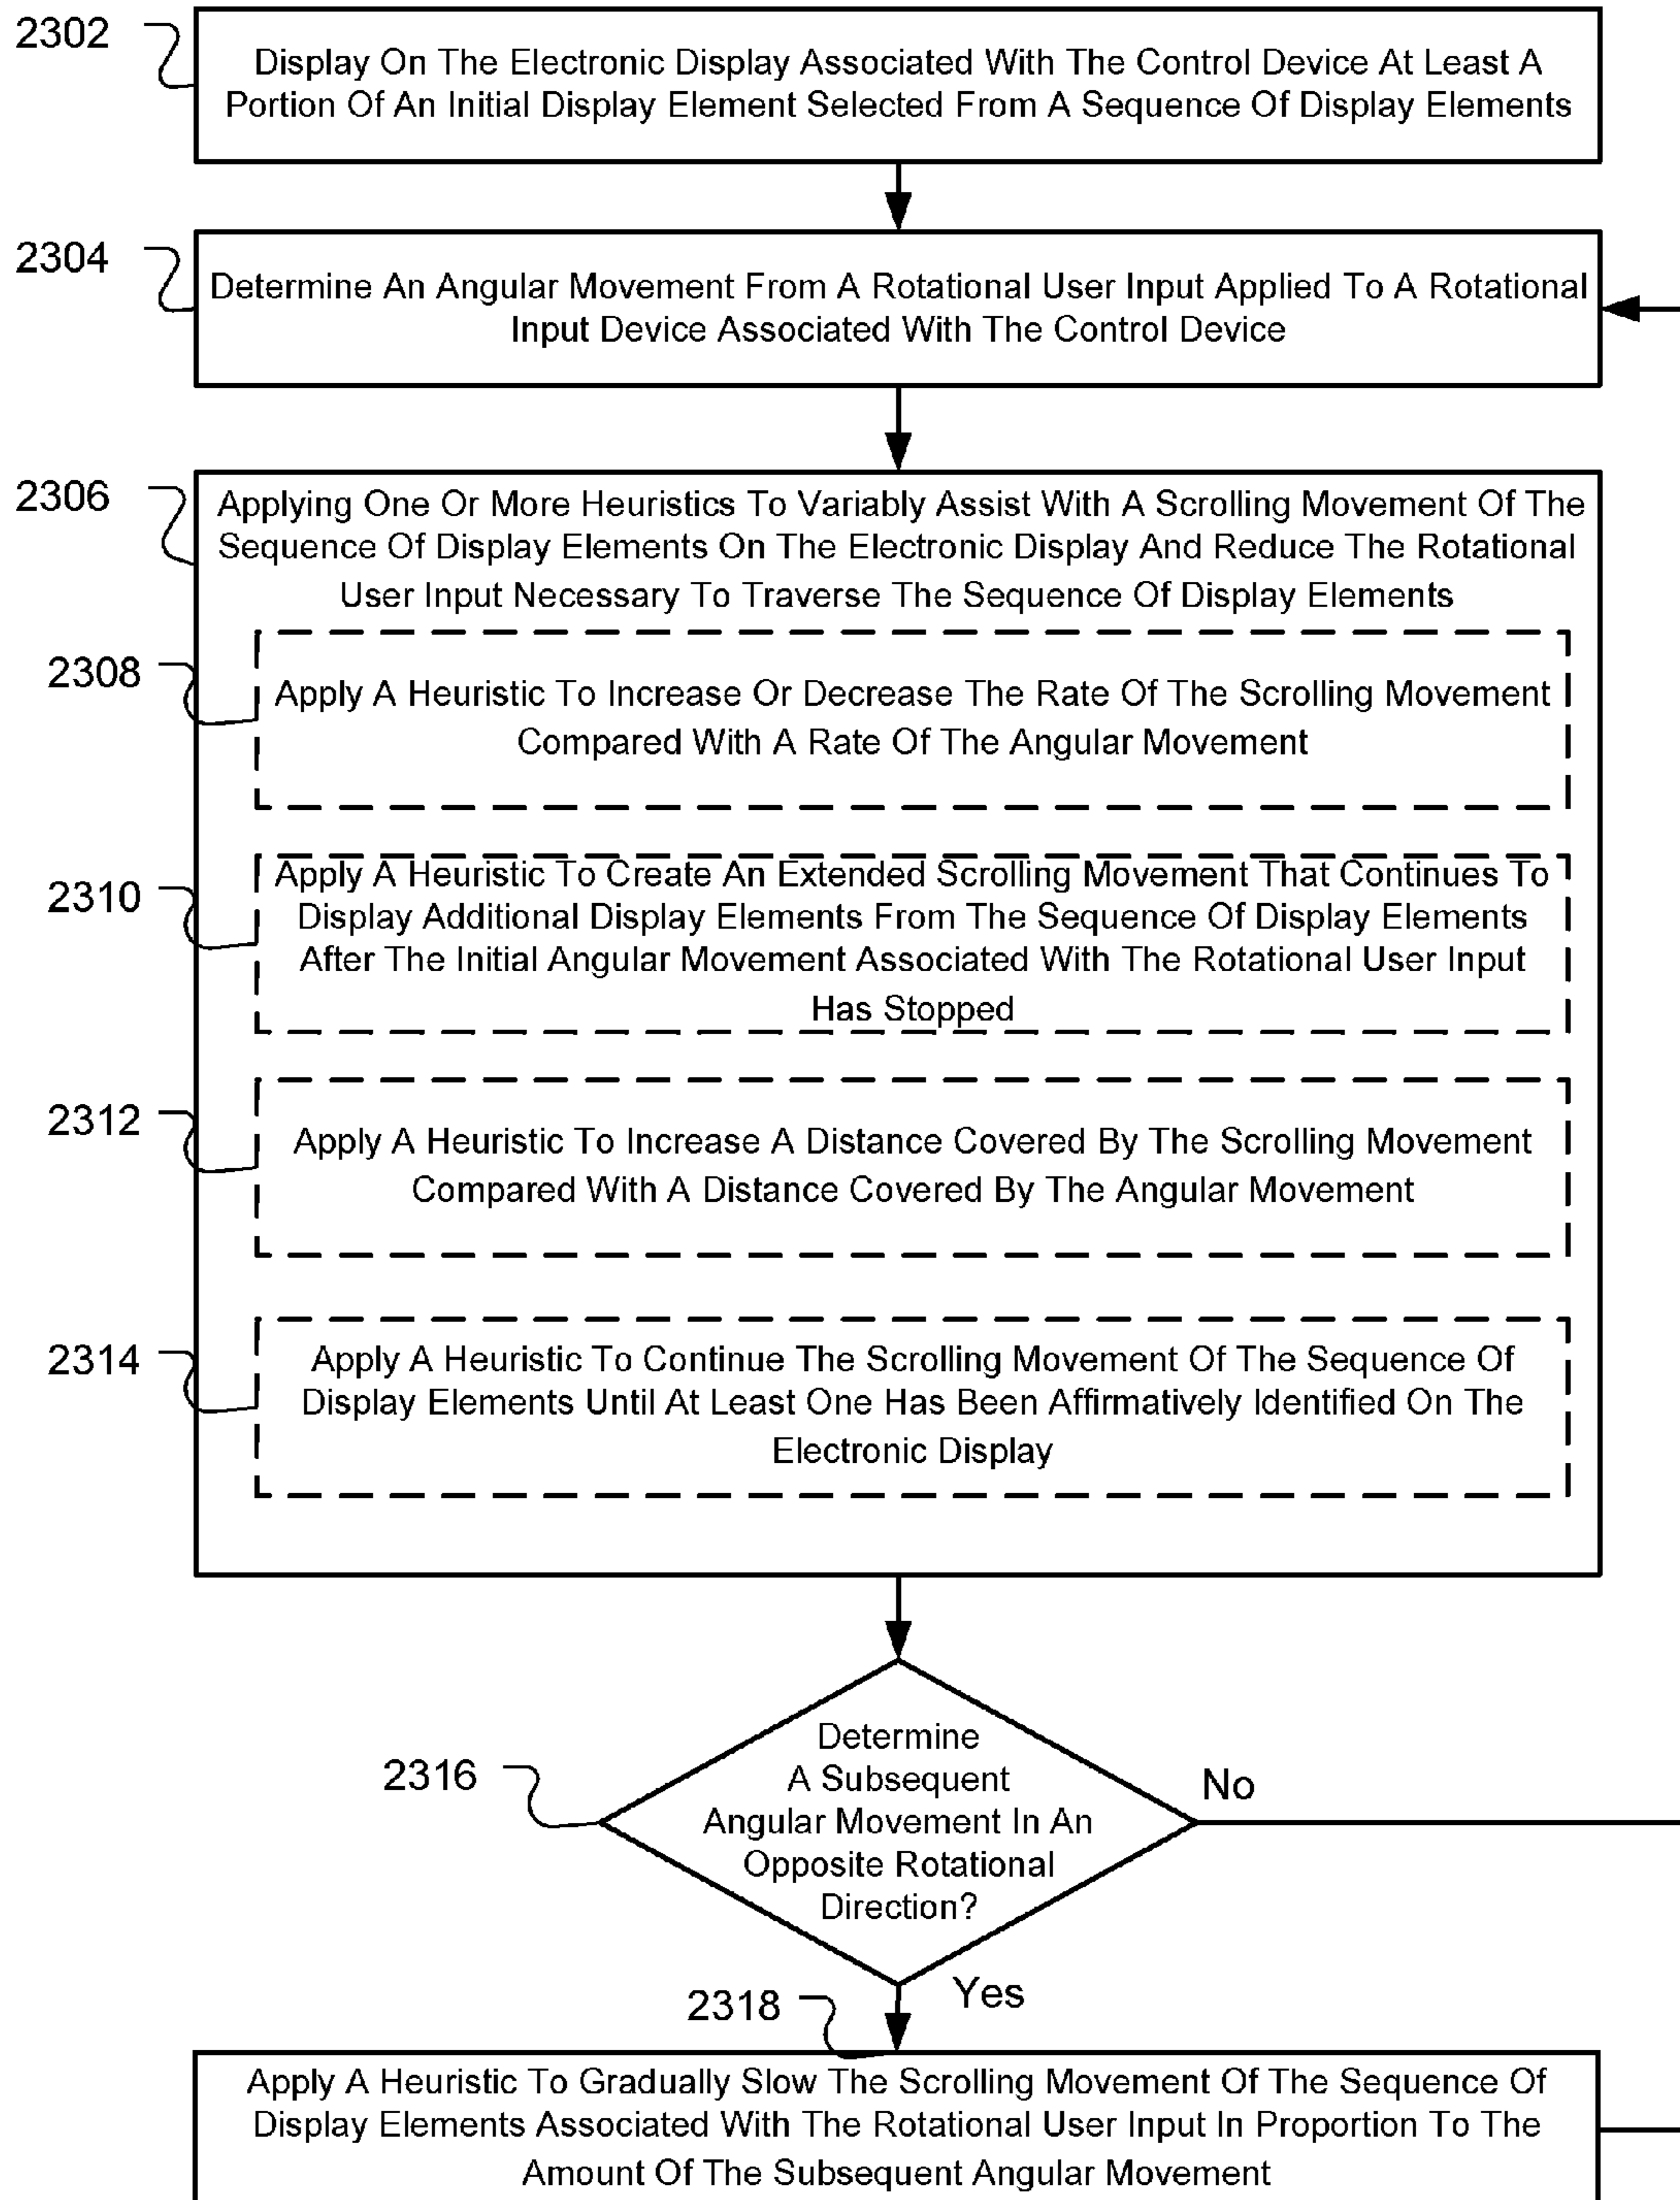 2302
Display On The Electronic Display Associated With The Control Device At Least A
Portion Of An Initial Display Element Selected From A Sequence Of Display Elements
2304
Determine An Angular Movement From A Rotational User Input Applied To A Rotational
Input Device Associated With The Control Device
2306
Applying One Or More Heuristics To Variably Assist With A Scrolling Movement Of The
Sequence Of Display Elements On The Electronic Display And Reduce The Rotational
User Input Necessary To Traverse The Sequence Of Display Elements
2308
Apply A Heuristic To Increase Or Decrease The Rate Of The Scrolling Movement
Compared With A Rate Of The Angular Movement
2310
Apply A Heuristic To Create An Extended Scrolling Movement That Continues To
Display Additional Display Elements From The Sequence Of Display Elements
After The Initial Angular Movement Associated With The Rotational User Input
Has Stopped
2312
Apply A Heuristic To Increase A Distance Covered By The Scrolling Movement
Compared With A Distance Covered By The Angular Movement
2314
Apply A Heuristic To Continue The Scrolling Movement Of The Sequence Of
Display Elements Until At Least One Has Been Affirmatively Identified On The
Electronic Display
2316
Determine
A Subsequent
Angular Movement In An
Opposite Rotational
Direction?
No
Yes
2318
Apply A Heuristic To Gradually Slow The Scrolling Movement Of The Sequence Of
Display Elements Associated With The Rotational User Input In Proportion To The
Amount Of The Subsequent Angular Movement